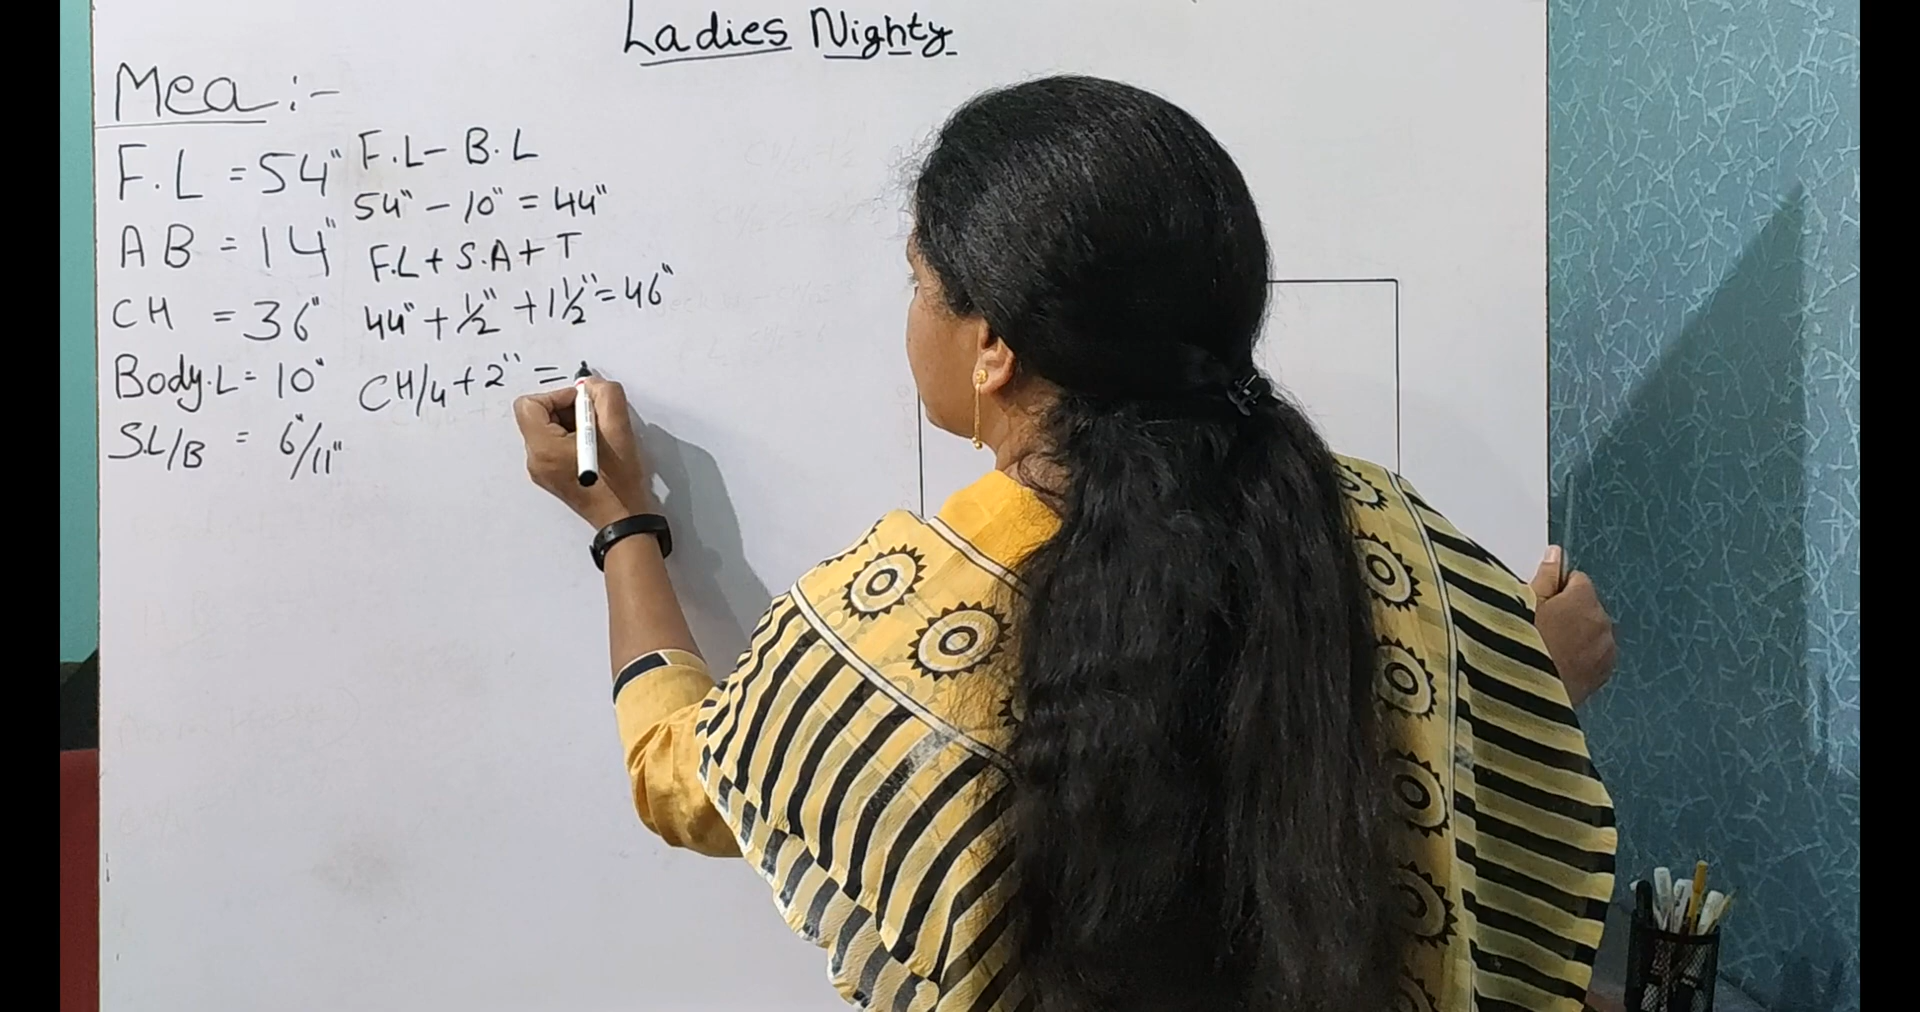 Ladies Nighty
Mea :-
F.L = 54"
AB = 14"
CH = 36"
Body.L = 10"
S.L/B = 6"/11"
F.L - B.L
54" - 10" = 44"
F.L + S.A + T
44" + ½" + 1½" = 46"
CH/4 + 2" =